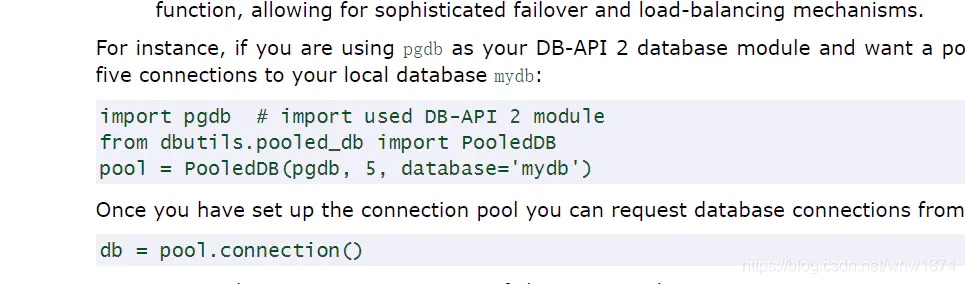 function, allowing for sophisticated failover and load-balancing mechanisms.
For instance, if you are using pgdb as your DB-API 2 database module and want a po
five connections to your local database mydb:
import pgdb  # import used DB-API 2 module
from dbutils.pooled_db import PooledDB
pool = PooledDB(pgdb, 5, database='mydb')
Once you have set up the connection pool you can request database connections from
db = pool.connection()
https://blog.csdn.net/whw1874